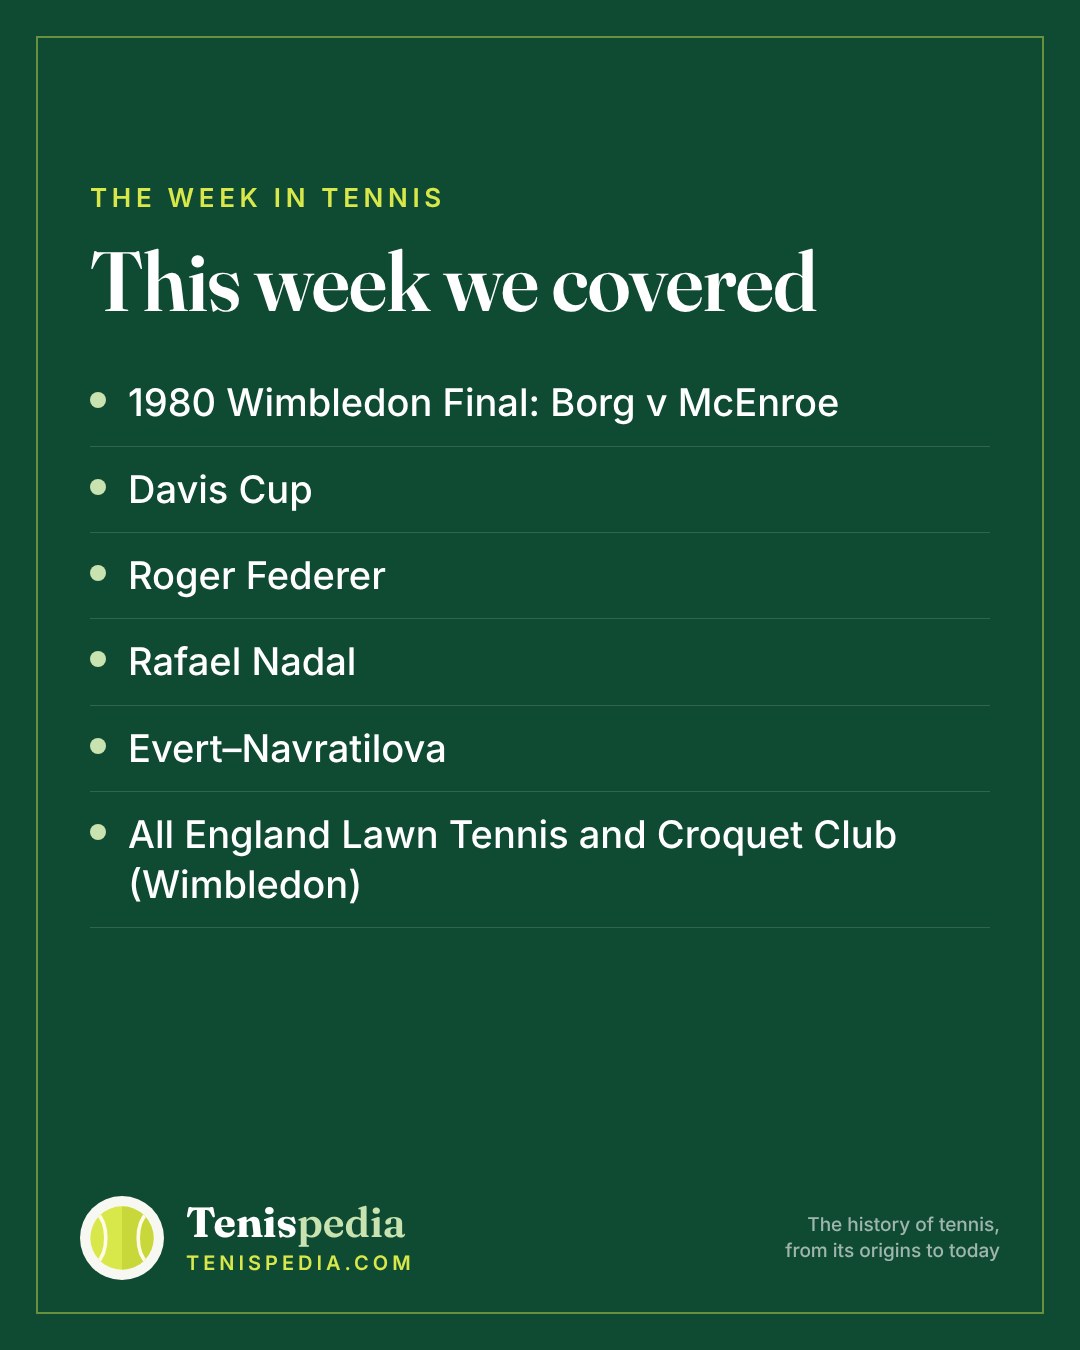 THE WEEK IN TENNIS
This week we covered
1980 Wimbledon Final: Borg v McEnroe
Davis Cup
Roger Federer
Rafael Nadal
Evert–Navratilova
All England Lawn Tennis and Croquet Club
(Wimbledon)
Tenispedia
TENISPEDIA.COM
The history of tennis,
from its origins to today